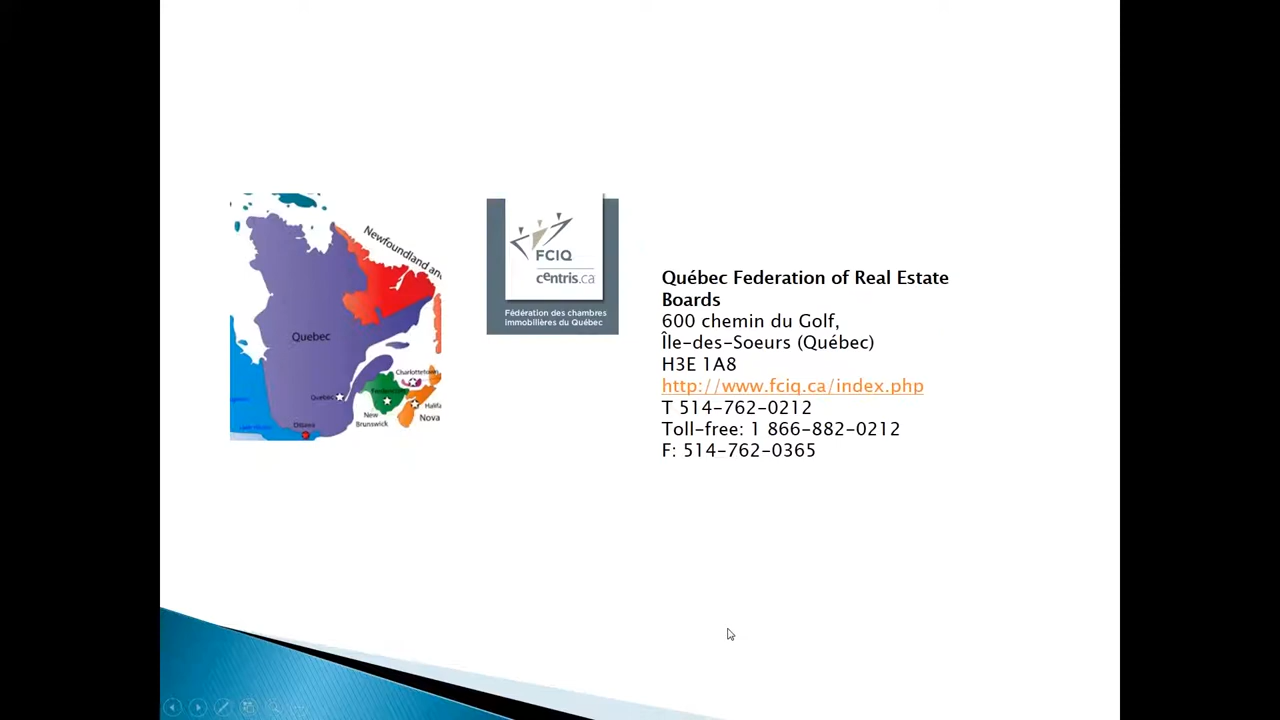 Newfoundland an
Quebec
Quebec
Ottawa
Charlottetown
New
Brunswick
Halifa
Nova
FCIQ
centris.ca
Fédération des chambres
immobilières du Québec
Québec Federation of Real Estate
Boards
600 chemin du Golf,
Île-des-Soeurs (Québec)
H3E 1A8
http://www.fciq.ca/index.php
T 514-762-0212
Toll-free: 1 866-882-0212
F: 514-762-0365